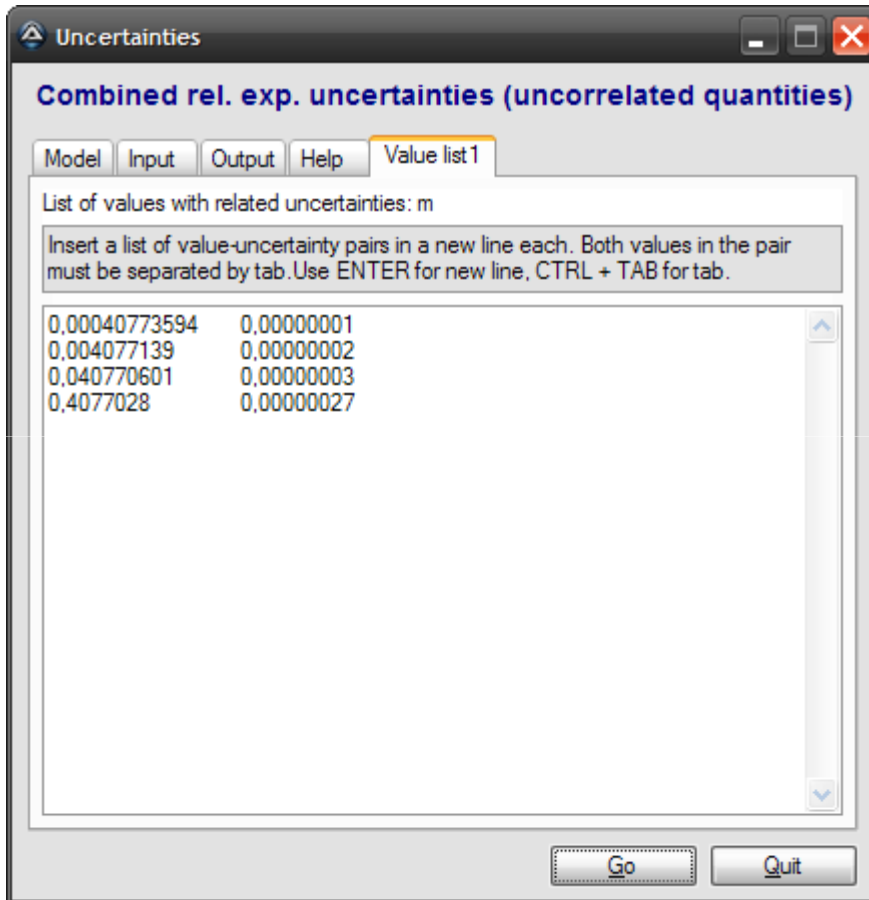 Uncertainties
Combined rel. exp. uncertainties (uncorrelated quantities)
Model Input Output Help Value list1
List of values with related uncertainties: m
Insert a list of value-uncertainty pairs in a new line each. Both values in the pair
must be separated by tab.Use ENTER for new line, CTRL + TAB for tab.
0,00040773594 0,00000001
0,004077139 0,00000002
0,040770601 0,00000003
0,4077028 0,00000027
Go Quit